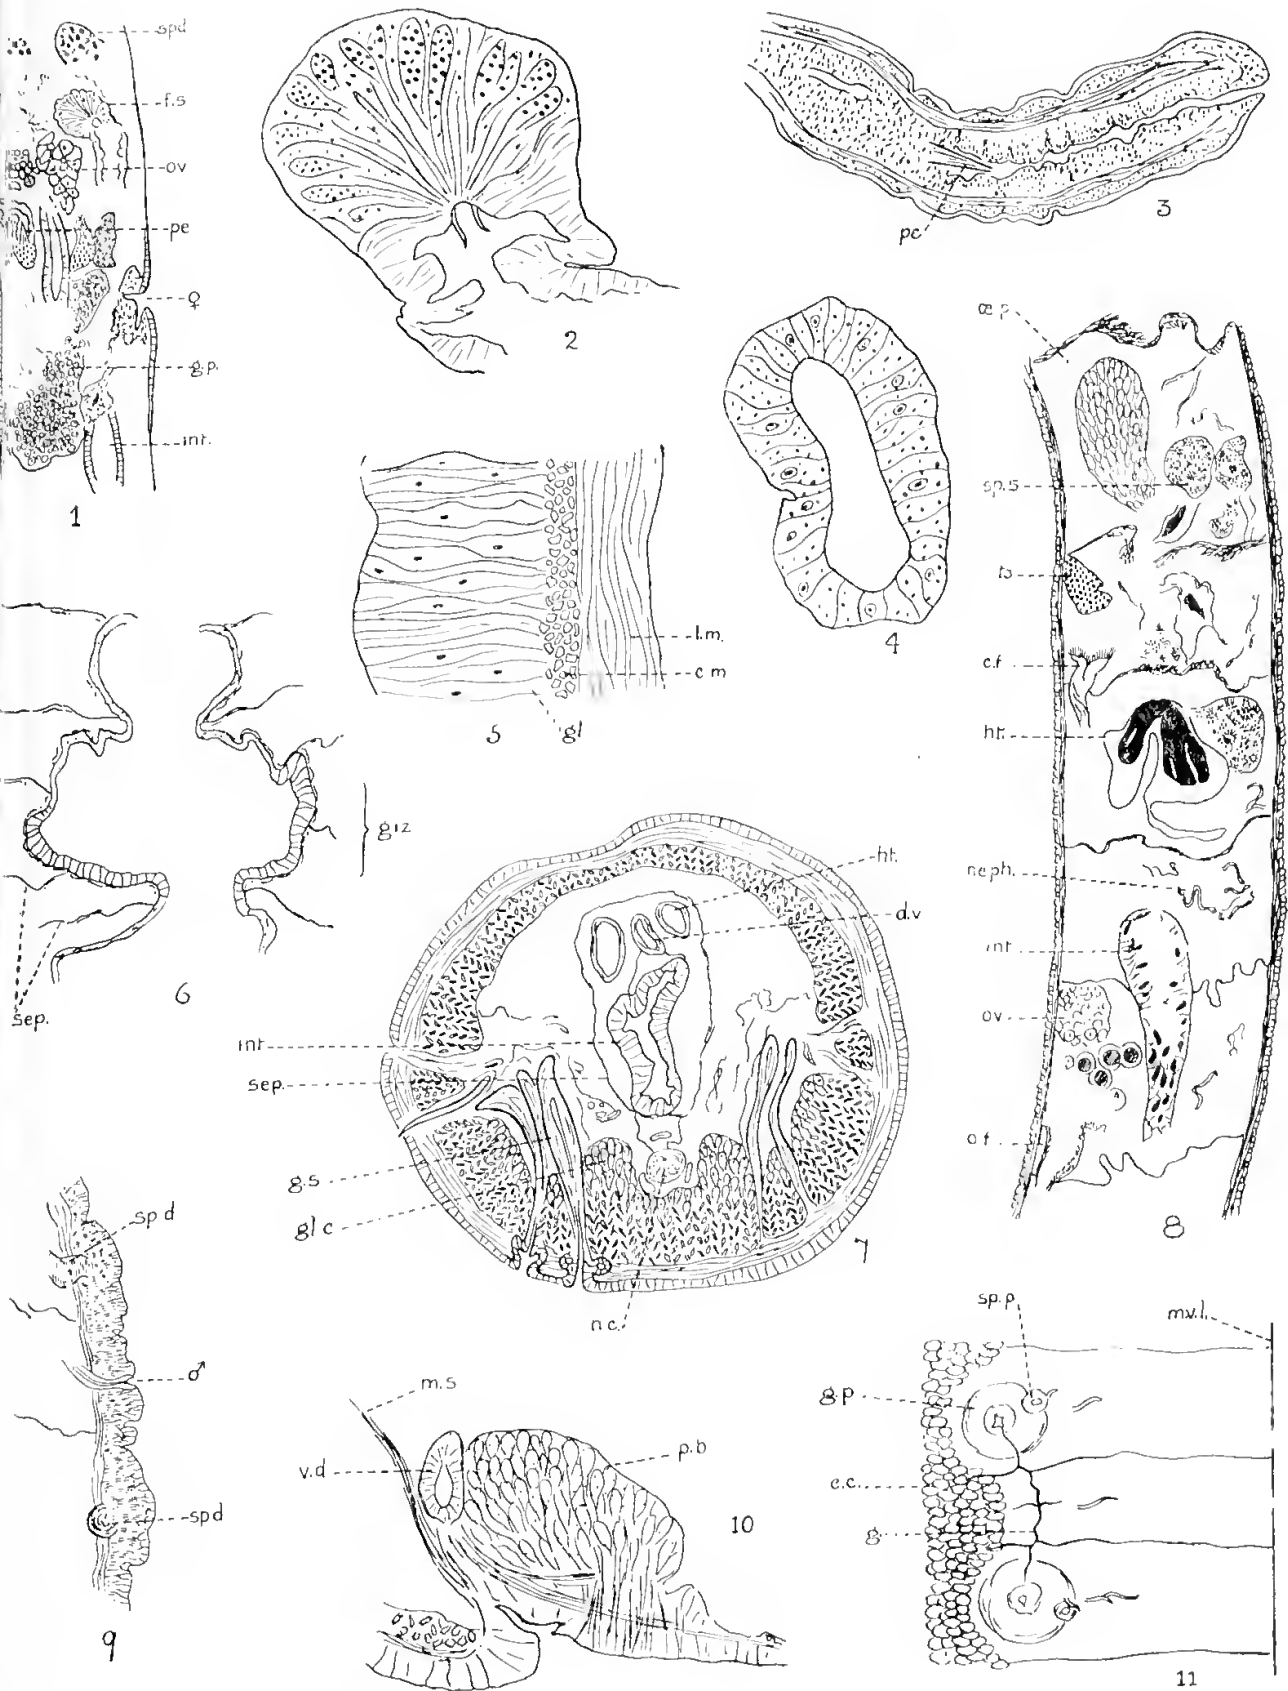 spd
f.s
ov
pe
♀
g.p.
int.
1
2
pe
3
4
l.m.
c.m
gl
5
giz
sep.
6
ht.
d.v
int
sep.
g.s
gl c
n c.
7
œ.p.
sp.s
ts
c.f
ht.
neph.
int
ov
o f
8
sp d
♂
spd
9
m.s
v.d
p.b
10
sp.p.
m.v.l.
g.p
c.c.
g
11